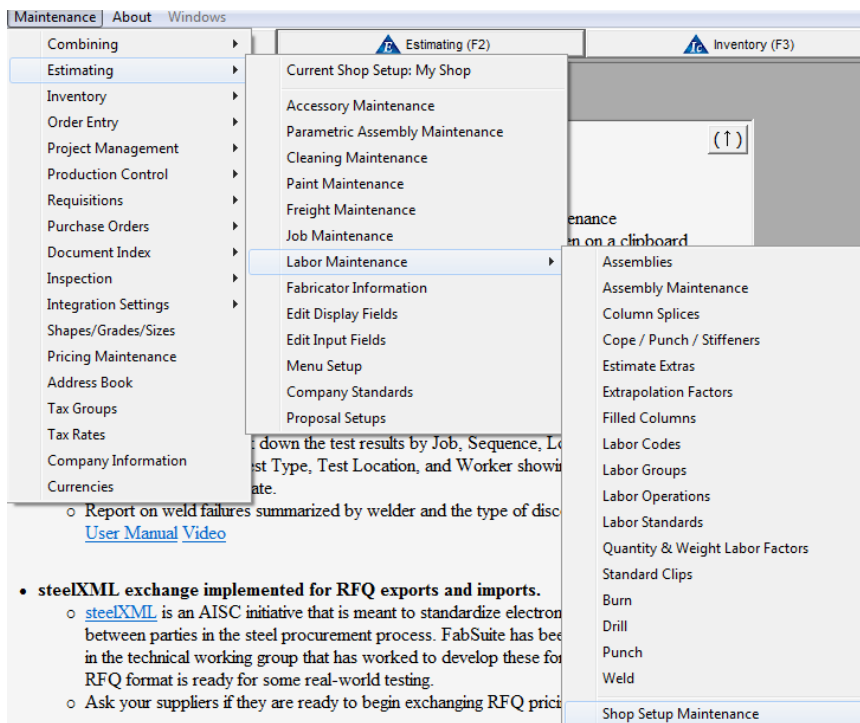 Maintenance About Windows
Estimating (F2)
Inventory (F3)
Combining
Estimating
Inventory
Order Entry
Project Management
Production Control
Requisitions
Purchase Orders
Document Index
Inspection
Integration Settings
Shapes/Grades/Sizes
Pricing Maintenance
Address Book
Tax Groups
Tax Rates
Company Information
Currencies
Current Shop Setup: My Shop
Accessory Maintenance
Parametric Assembly Maintenance
Cleaning Maintenance
Paint Maintenance
Freight Maintenance
Job Maintenance
Labor Maintenance
Fabricator Information
Edit Display Fields
Edit Input Fields
Menu Setup
Company Standards
Proposal Setups
(↑)
on a clipboard
Assemblies
Assembly Maintenance
Column Splices
Cope / Punch / Stiffeners
Estimate Extras
Extrapolation Factors
Filled Columns
Labor Codes
Labor Groups
Labor Operations
Labor Standards
Quantity & Weight Labor Factors
Standard Clips
Burn
Drill
Punch
Weld
Shop Setup Maintenance
down the test results by Job, Sequence,
Type, Test Location, and Worker
o Report on weld failures summarized by welder and the type of
User Manual Video
• steelXML exchange implemented for RFQ exports and imports.
o steelXML is an AISC initiative that is meant to standardize
between parties in the steel procurement process. FabSuite has
in the technical working group that has worked to develop these
RFQ format is ready for some real-world testing.
o Ask your suppliers if they are ready to begin exchanging RFQ